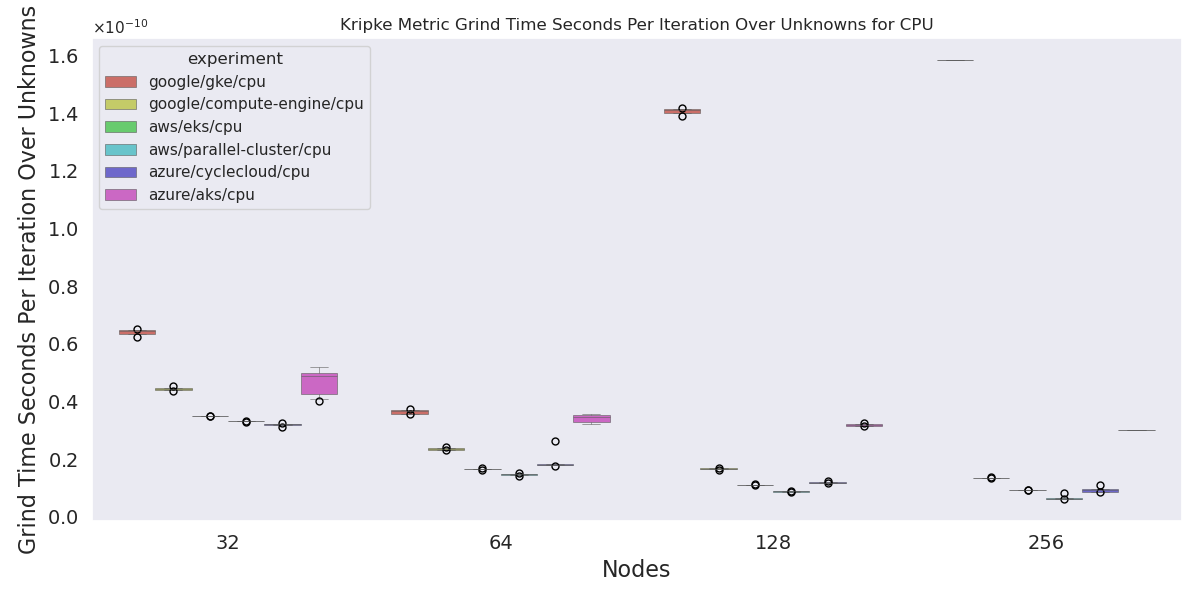 Kripke Metric Grind Time Seconds Per Iteration Over Unknowns for CPU
×10⁻¹⁰
Grind Time Seconds Per Iteration Over Unknowns
1.6
1.4
1.2
1.0
0.8
0.6
0.4
0.2
0.0
experiment
google/gke/cpu
google/compute-engine/cpu
aws/eks/cpu
aws/parallel-cluster/cpu
azure/cyclecloud/cpu
azure/aks/cpu
32
64
128
256
Nodes